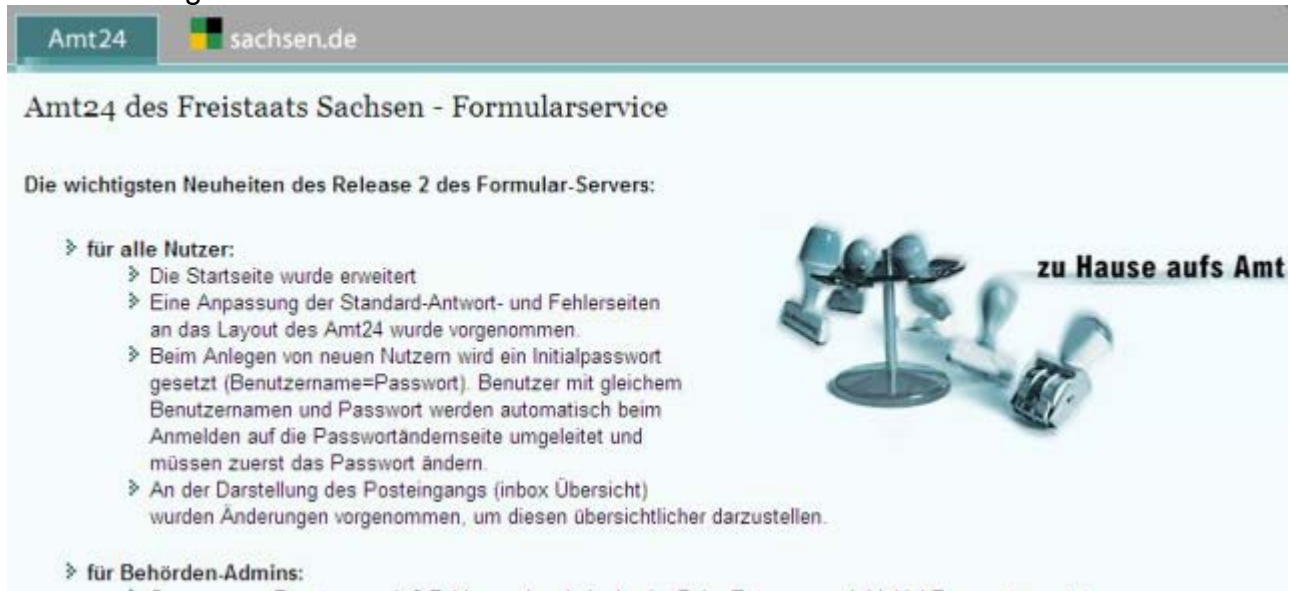 Amt24
sachsen.de
Amt24 des Freistaats Sachsen - Formularservice
Die wichtigsten Neuheiten des Release 2 des Formular-Servers:
für alle Nutzer:
Die Startseite wurde erweitert
Eine Anpassung der Standard-Antwort- und Fehlerseiten
an das Layout des Amt24 wurde vorgenommen.
Beim Anlegen von neuen Nutzern wird ein Initialpasswort
gesetzt (Benutzername=Passwort). Benutzer mit gleichem
Benutzernamen und Passwort werden automatisch beim
Anmelden auf die Passwortändernseite umgeleitet und
müssen zuerst das Passwort ändern.
An der Darstellung des Posteingangs (inbox Übersicht)
wurden Änderungen vorgenommen, um diesen übersichtlicher darzustellen.
zu Hause aufs Amt
für Behörden-Admins: